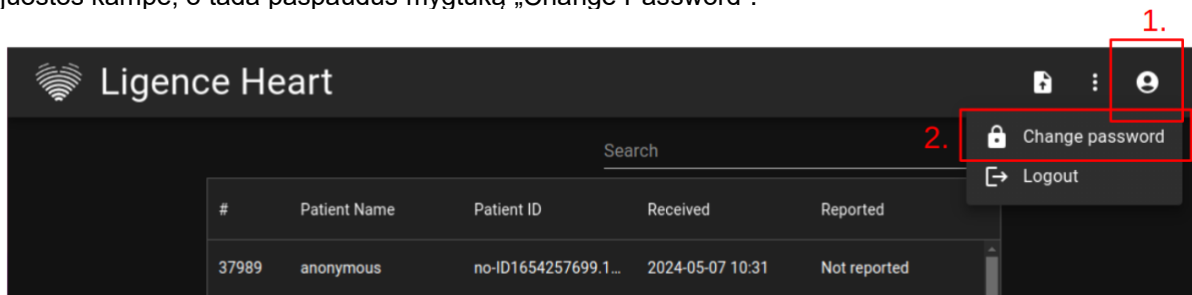 juostos kampe, o tada paspaudus mygtuką „Change Password“.
1.
Ligence Heart
2.
Change password
Search
Logout
# Patient Name Patient ID Received Reported
37989 anonymous no-ID1654257699.1... 2024-05-07 10:31 Not reported